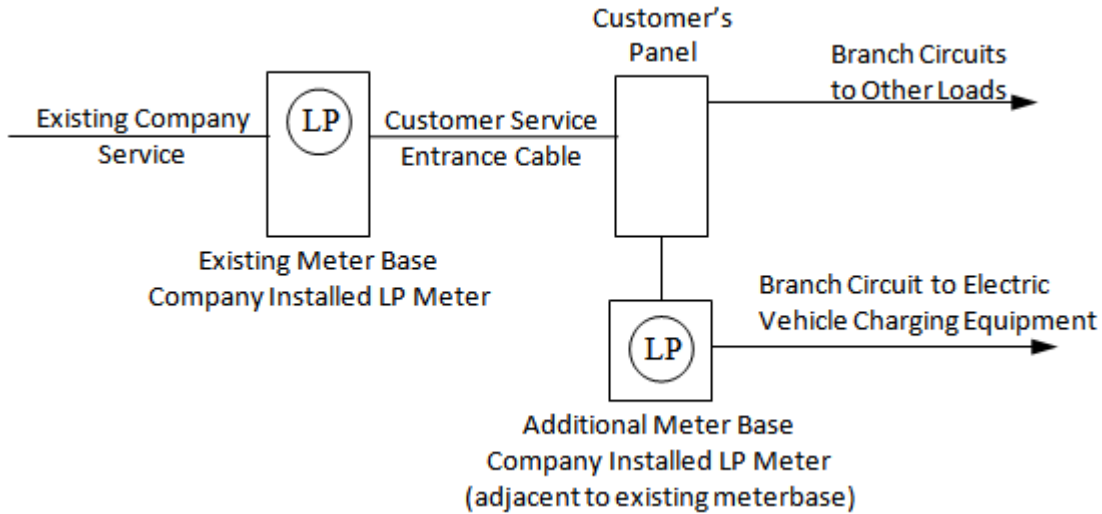 Customer's
Panel
Branch Circuits
to Other Loads
Existing Company
Service
LP
Customer Service
Entrance Cable
Existing Meter Base
Company Installed LP Meter
Branch Circuit to Electric
Vehicle Charging Equipment
LP
Additional Meter Base
Company Installed LP Meter
(adjacent to existing meterbase)